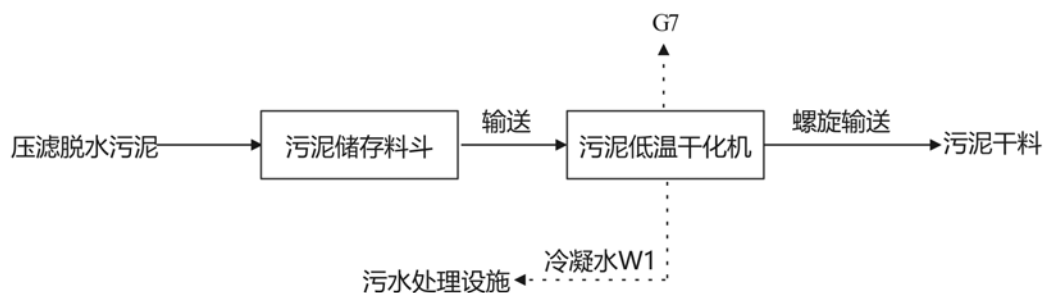 G7
压滤脱水污泥
污泥储存料斗
输送
污泥低温干化机
螺旋输送
污泥干料
冷凝水W1
污水处理设施